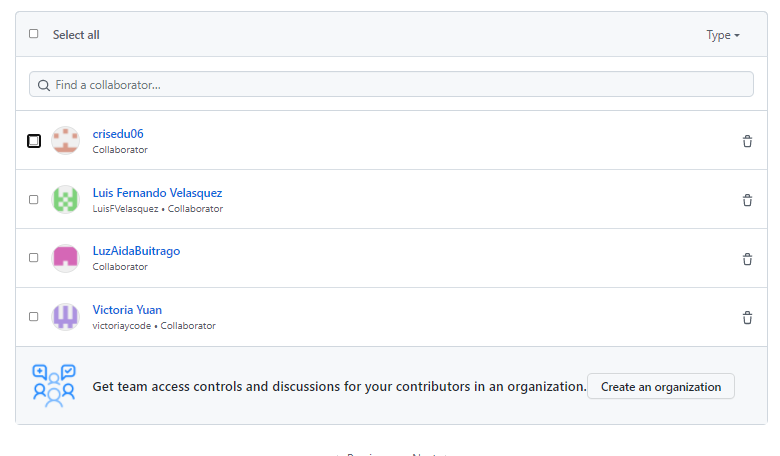 Select all
Type
Find a collaborator...
crisedu06
Collaborator
Luis Fernando Velasquez
LuisFVelasquez • Collaborator
LuzAidaBuitrago
Collaborator
Victoria Yuan
victoriaycode • Collaborator
Get team access controls and discussions for your contributors in an organization.
Create an organization